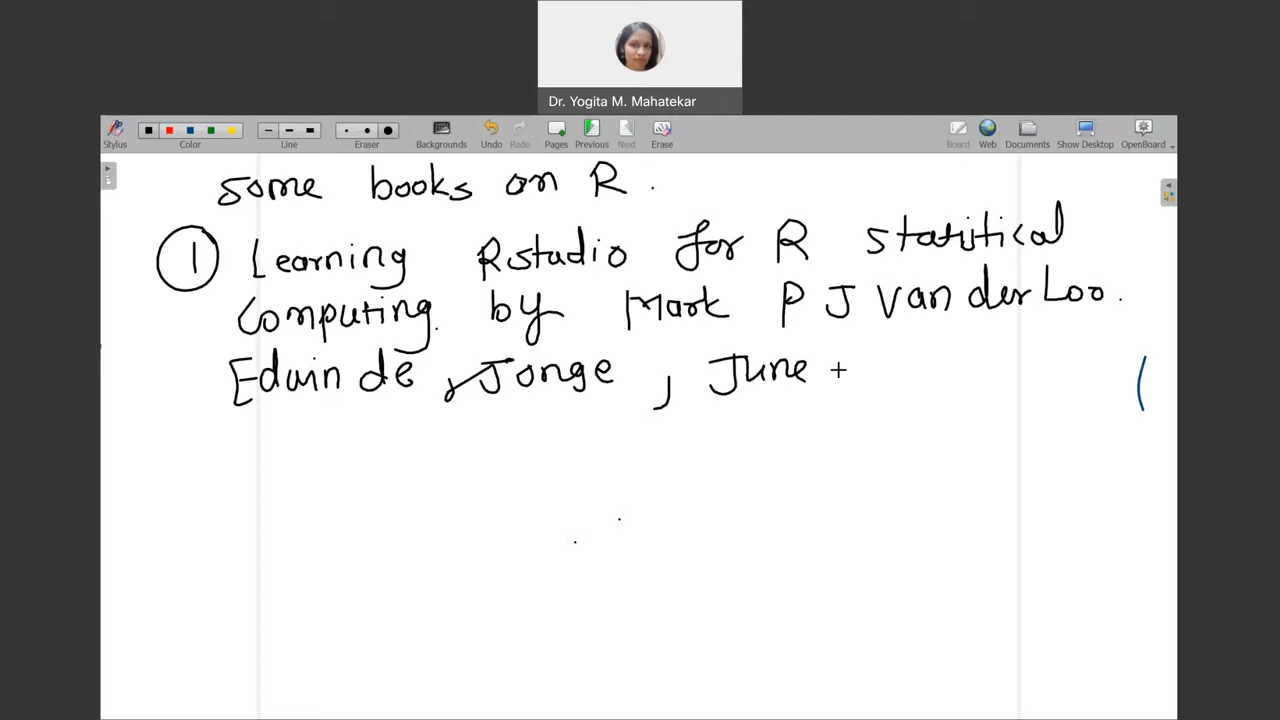 Dr. Yogita M. Mahatekar
Stylus Color Line Eraser Backgrounds Undo Redo Pages Previous Next Erase Board Web Documents Show Desktop OpenBoard
some books on R .
1 Learning Rstudio for R statistical
Computing. by Mark P J van der Loo .
Edwin de , Jonge , June +
(